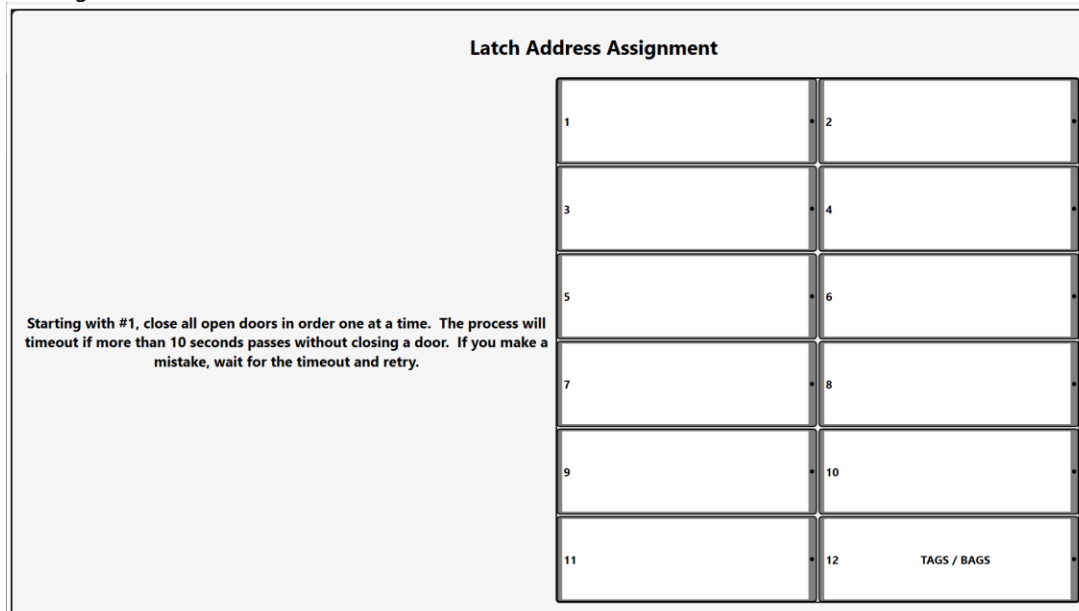 Latch Address Assignment
1
2
3
4
5
6
Starting with #1, close all open doors in order one at a time.  The process will
timeout if more than 10 seconds passes without closing a door.  If you make a
mistake, wait for the timeout and retry.
7
8
9
10
11
12 TAGS / BAGS